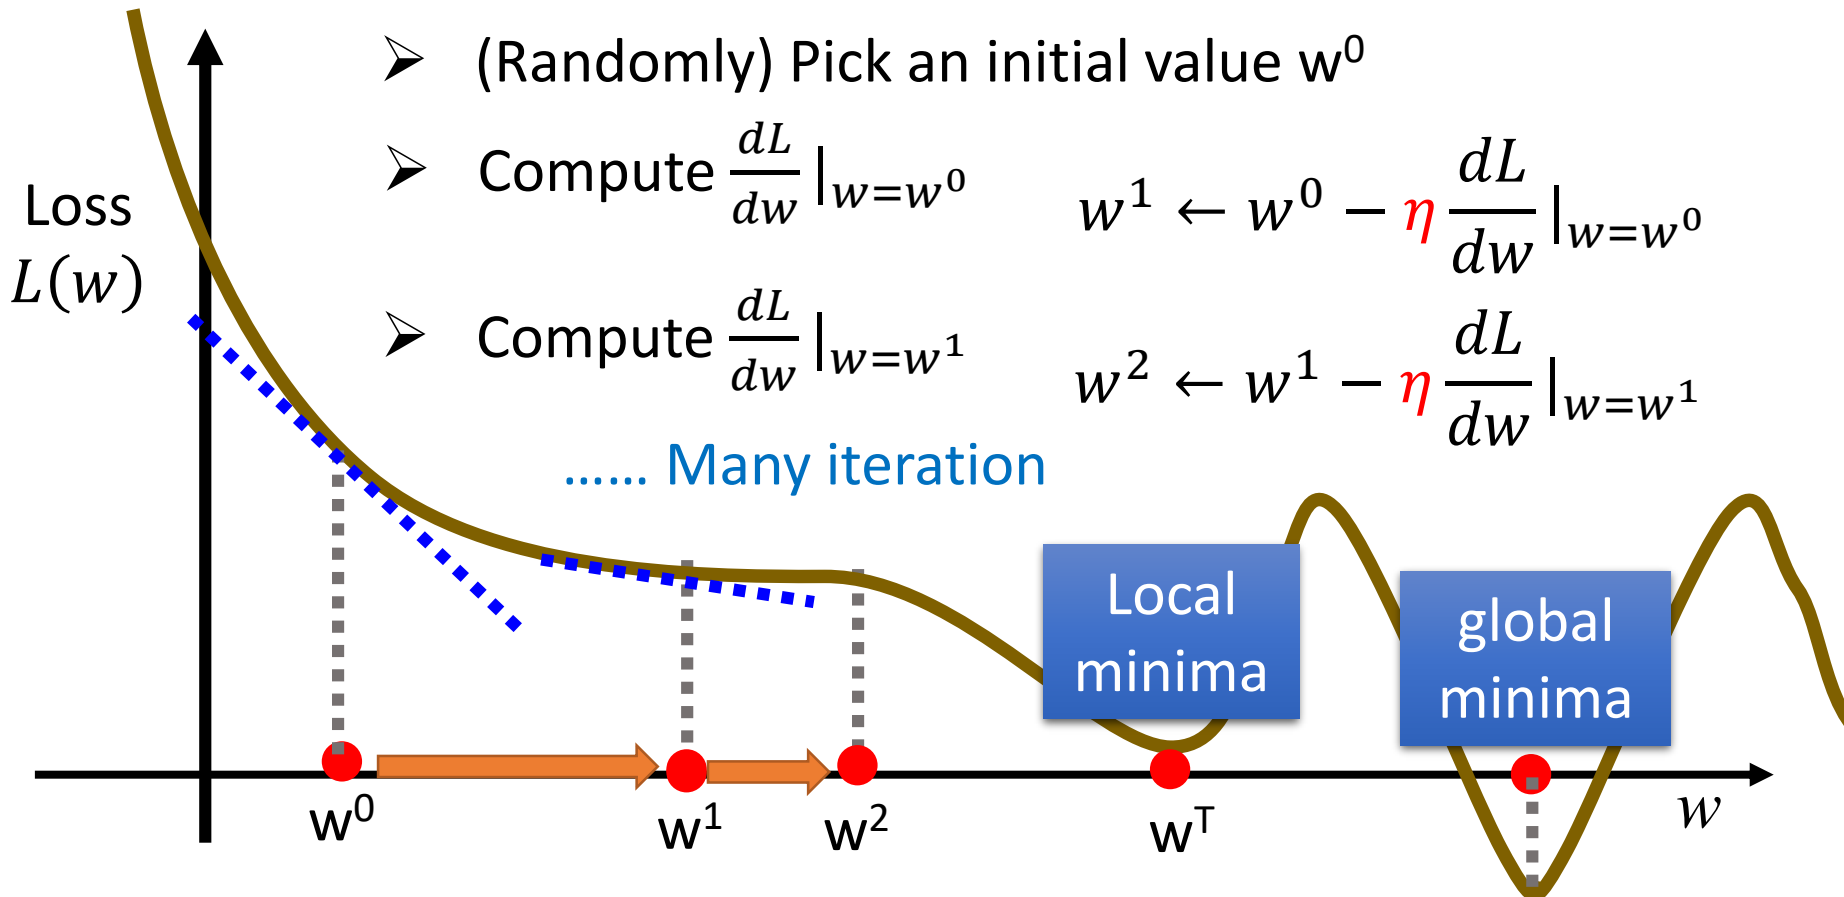 ➢ (Randomly) Pick an initial value w⁰
➢ Compute dL/dw |w=w⁰
w¹ ← w⁰ − η dL/dw |w=w⁰
Loss
L(w)
➢ Compute dL/dw |w=w¹
w² ← w¹ − η dL/dw |w=w¹
...... Many iteration
Local
minima
global
minima
w⁰
w¹
w²
wᵀ
w